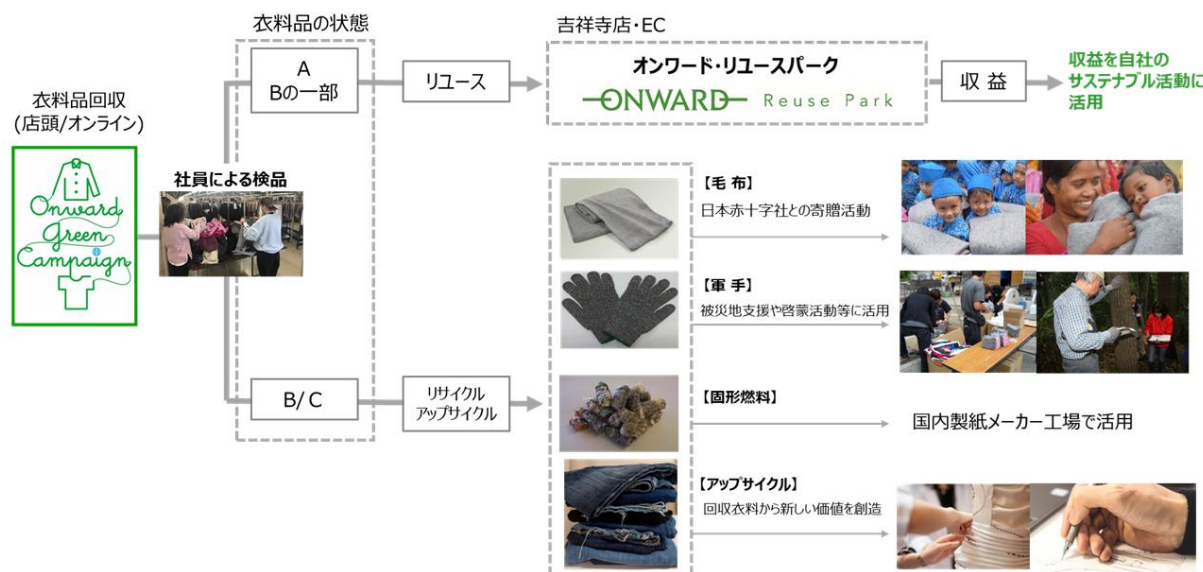 衣料品の状態
吉祥寺店・EC
衣料品回収
(店頭/オンライン)
Onward
Green
Campaign
社員による検品
A
Bの一部
リユース
オンワード・リユースパーク
ONWARD Reuse Park
収 益
収益を自社の
サステナブル活動に
活用
B/C
リサイクル
アップサイクル
【毛 布】
日本赤十字社との寄贈活動
【軍 手】
被災地支援や啓蒙活動等に活用
【固形燃料】
国内製紙メーカー工場で活用
【アップサイクル】
回収衣料から新しい価値を創造